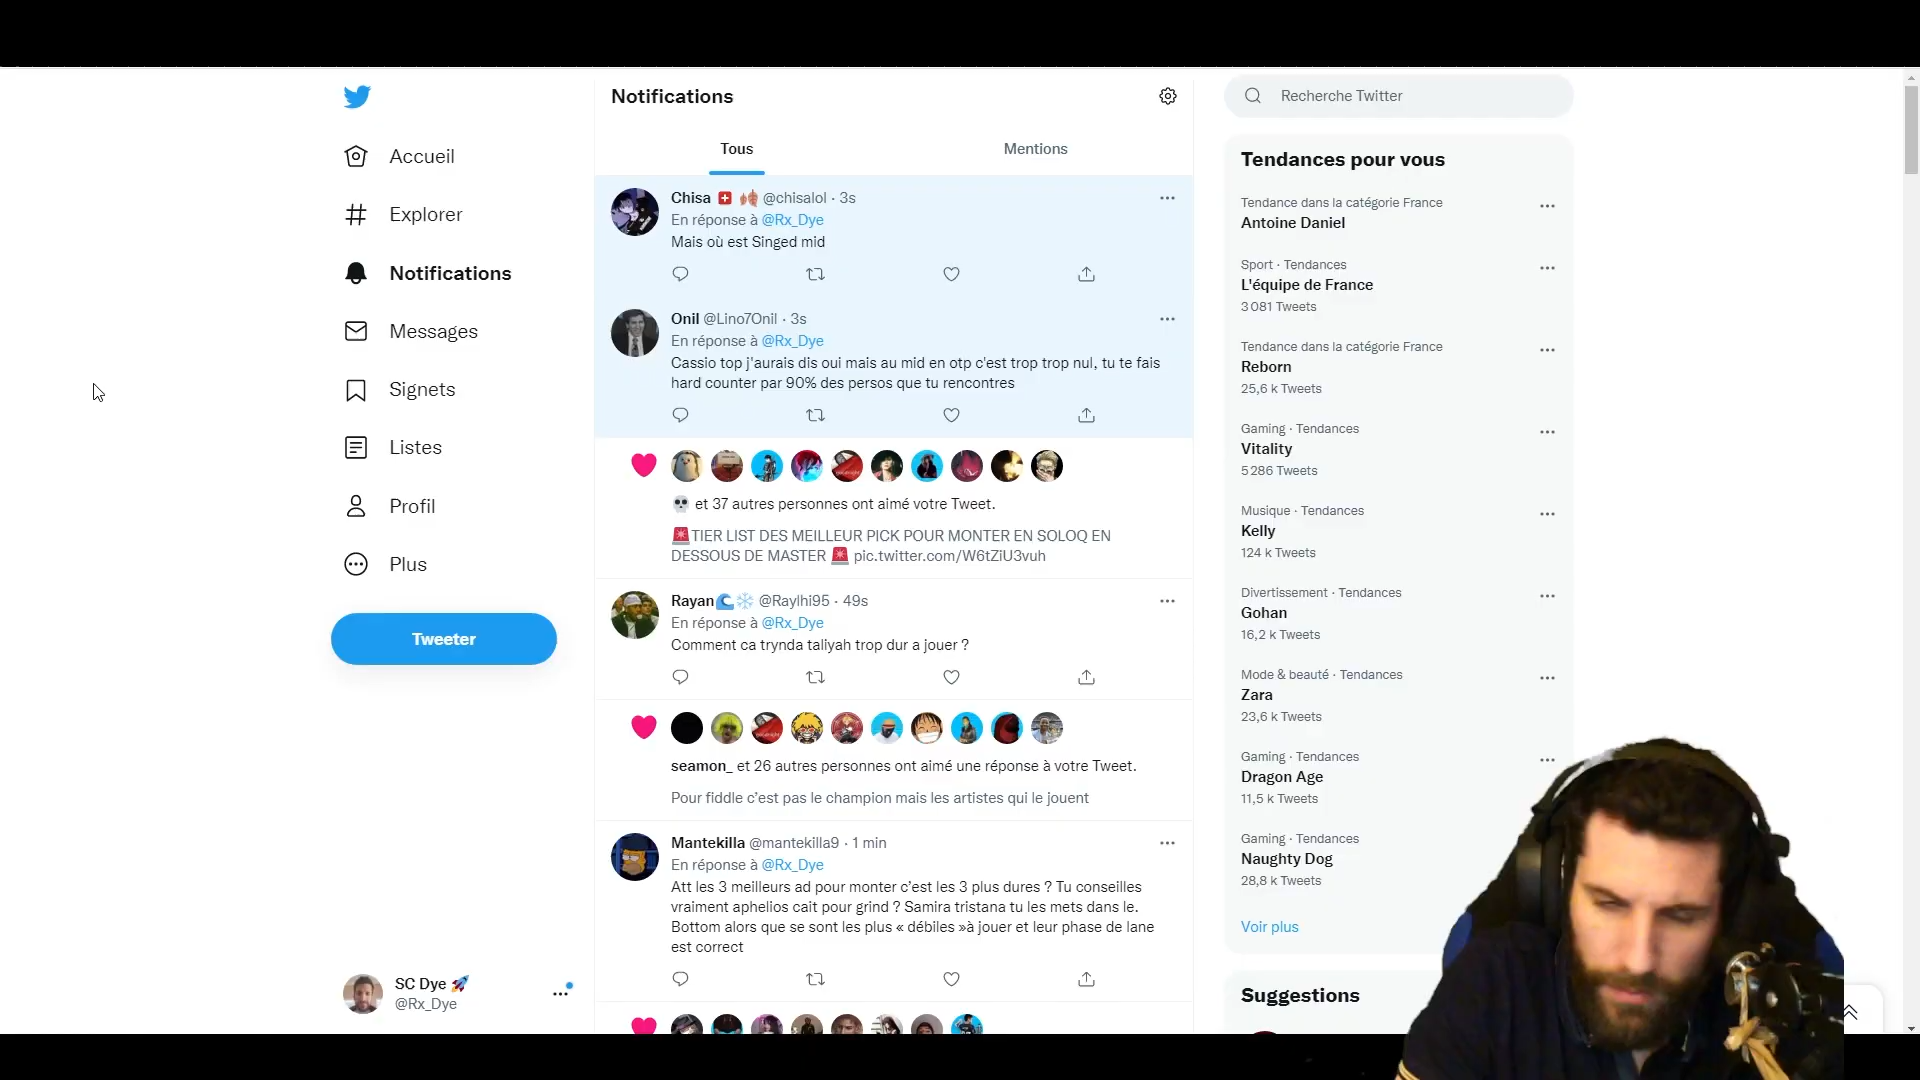 Notifications
Recherche Twitter
Accueil
Explorer
Notifications
Messages
Signets
Listes
Profil
Plus
Tweeter
SC Dye 🚀
@Rx_Dye
Tous
Mentions
Chisa 🇨🇭 🍂 @chisalol · 3s
En réponse à @Rx_Dye
Mais où est Singed mid
Onil @Lino7Onil · 3s
En réponse à @Rx_Dye
Cassio top j'aurais dis oui mais au mid en otp c'est trop trop nul, tu te fais
hard counter par 90% des persos que tu rencontres
💀 et 37 autres personnes ont aimé votre Tweet.
🚨TIER LIST DES MEILLEUR PICK POUR MONTER EN SOLOQ EN
DESSOUS DE MASTER 🚨 pic.twitter.com/W6tZiU3vuh
Rayan🌊❄️ @Raylhi95 · 49s
En réponse à @Rx_Dye
Comment ca trynda taliyah trop dur a jouer ?
seamon_ et 26 autres personnes ont aimé une réponse à votre Tweet.
Pour fiddle c’est pas le champion mais les artistes qui le jouent
Mantekilla @mantekilla9 · 1 min
En réponse à @Rx_Dye
Att les 3 meilleurs ad pour monter c’est les 3 plus dures ? Tu conseilles
vraiment aphelios cait pour grind ? Samira tristana tu les mets dans le.
Bottom alors que se sont les plus « débiles »à jouer et leur phase de lane
est correct
Tendances pour vous
Tendance dans la catégorie France
Antoine Daniel
Sport · Tendances
L'équipe de France
3 081 Tweets
Tendance dans la catégorie France
Reborn
25,6 k Tweets
Gaming · Tendances
Vitality
5 286 Tweets
Musique · Tendances
Kelly
124 k Tweets
Divertissement · Tendances
Gohan
16,2 k Tweets
Mode & beauté · Tendances
Zara
23,6 k Tweets
Gaming · Tendances
Dragon Age
11,5 k Tweets
Gaming · Tendances
Naughty Dog
28,8 k Tweets
Voir plus
Suggestions